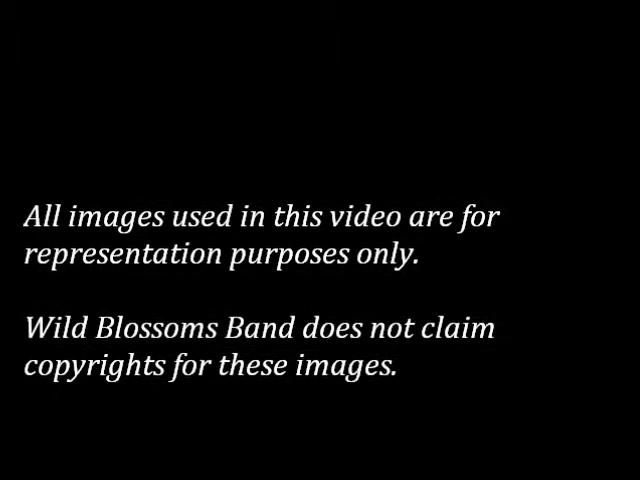 All images used in this video are for
representation purposes only.
Wild Blossoms Band does not claim
copyrights for these images.